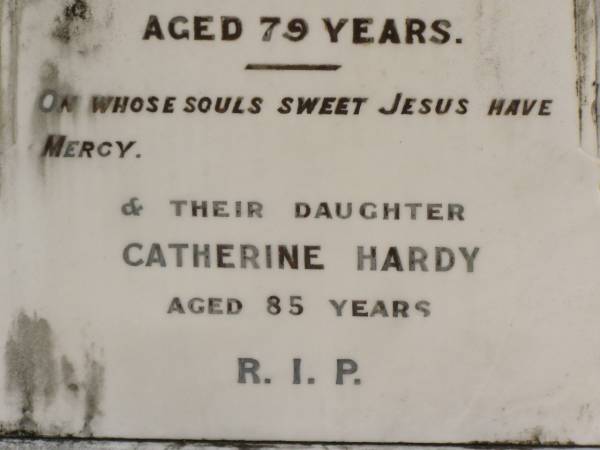 AGED 79 YEARS.
ON WHOSE SOULS SWEET JESUS HAVE
MERCY.
& THEIR DAUGHTER
CATHERINE HARDY
AGED 85 YEARS
R. I. P.